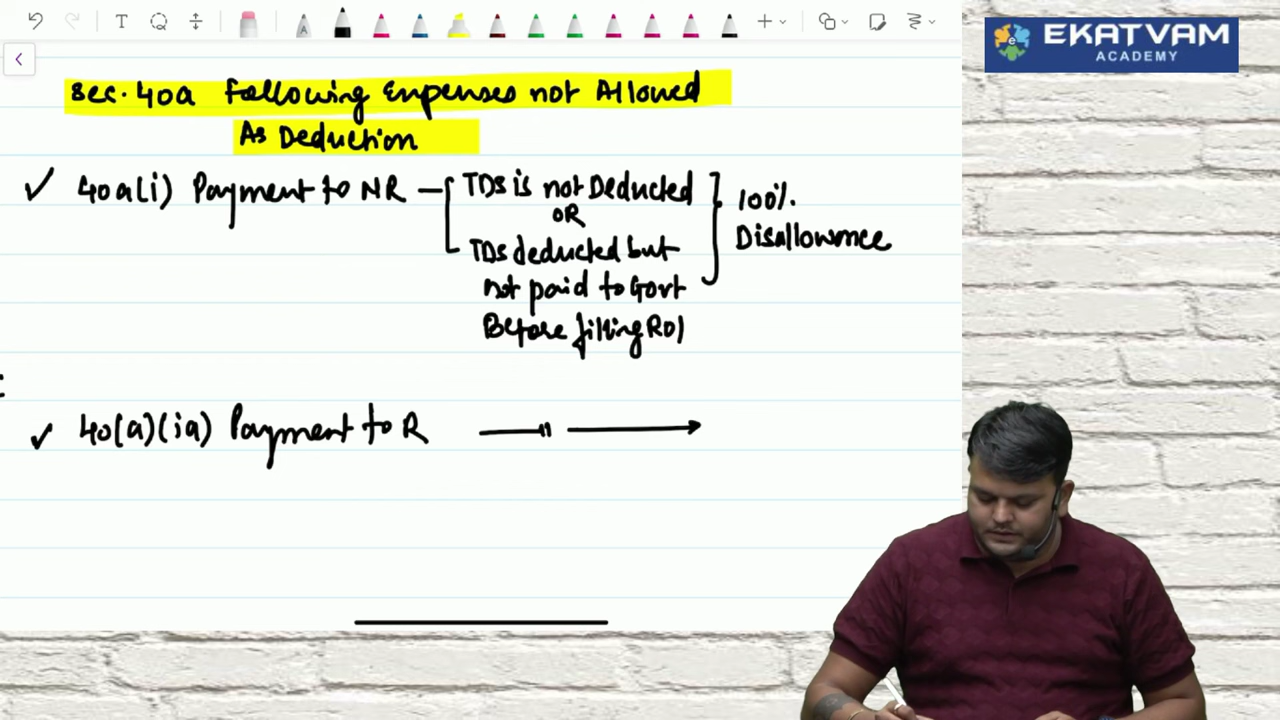 EKATVAM
ACADEMY
Sec. 40a Following Expenses not Allowed
As Deduction
✓ 40a(i) Payment to NR — TDS is not Deducted
OR
TDS deducted but
not paid to Govt
Before filling ROI
100%
Disallowance
✓ 40(a)(ia) Payment to R —〃→